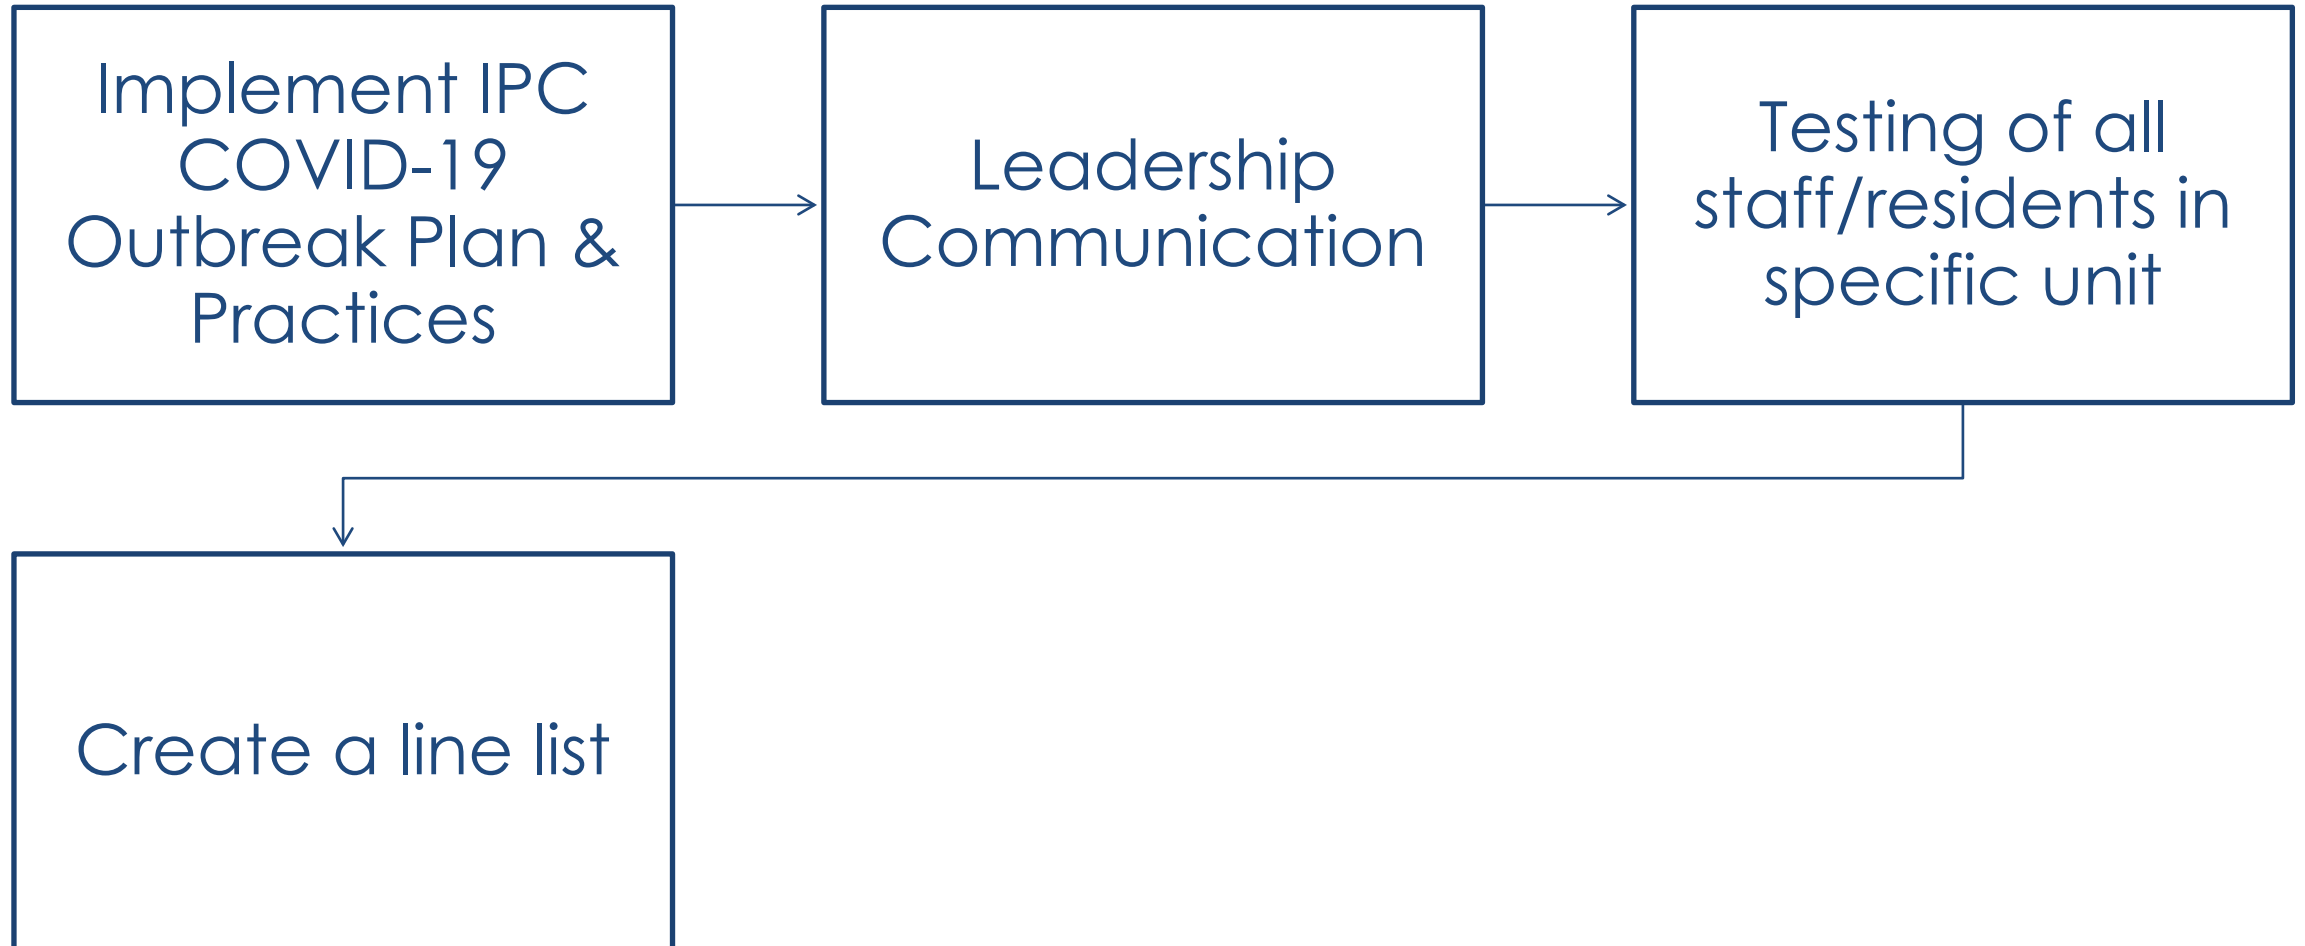 Implement IPC
COVID-19
Outbreak Plan &
Practices
Leadership
Communication
Testing of all
staff/residents in
specific unit
Create a line list